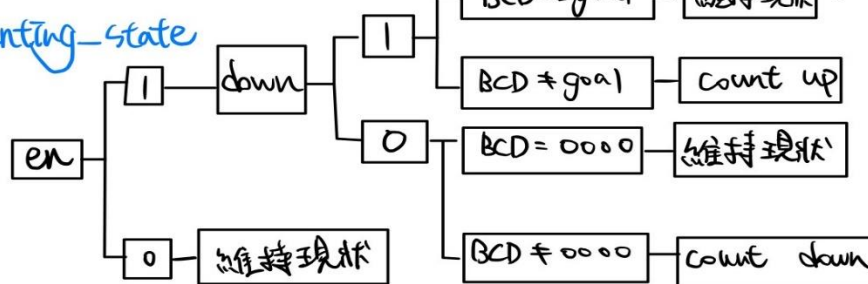 nting_state
1
down
1
BCD ≠ goal
count up
en
0
BCD = 0000
維持現狀
0
維持現狀
BCD ≠ 0000
count down